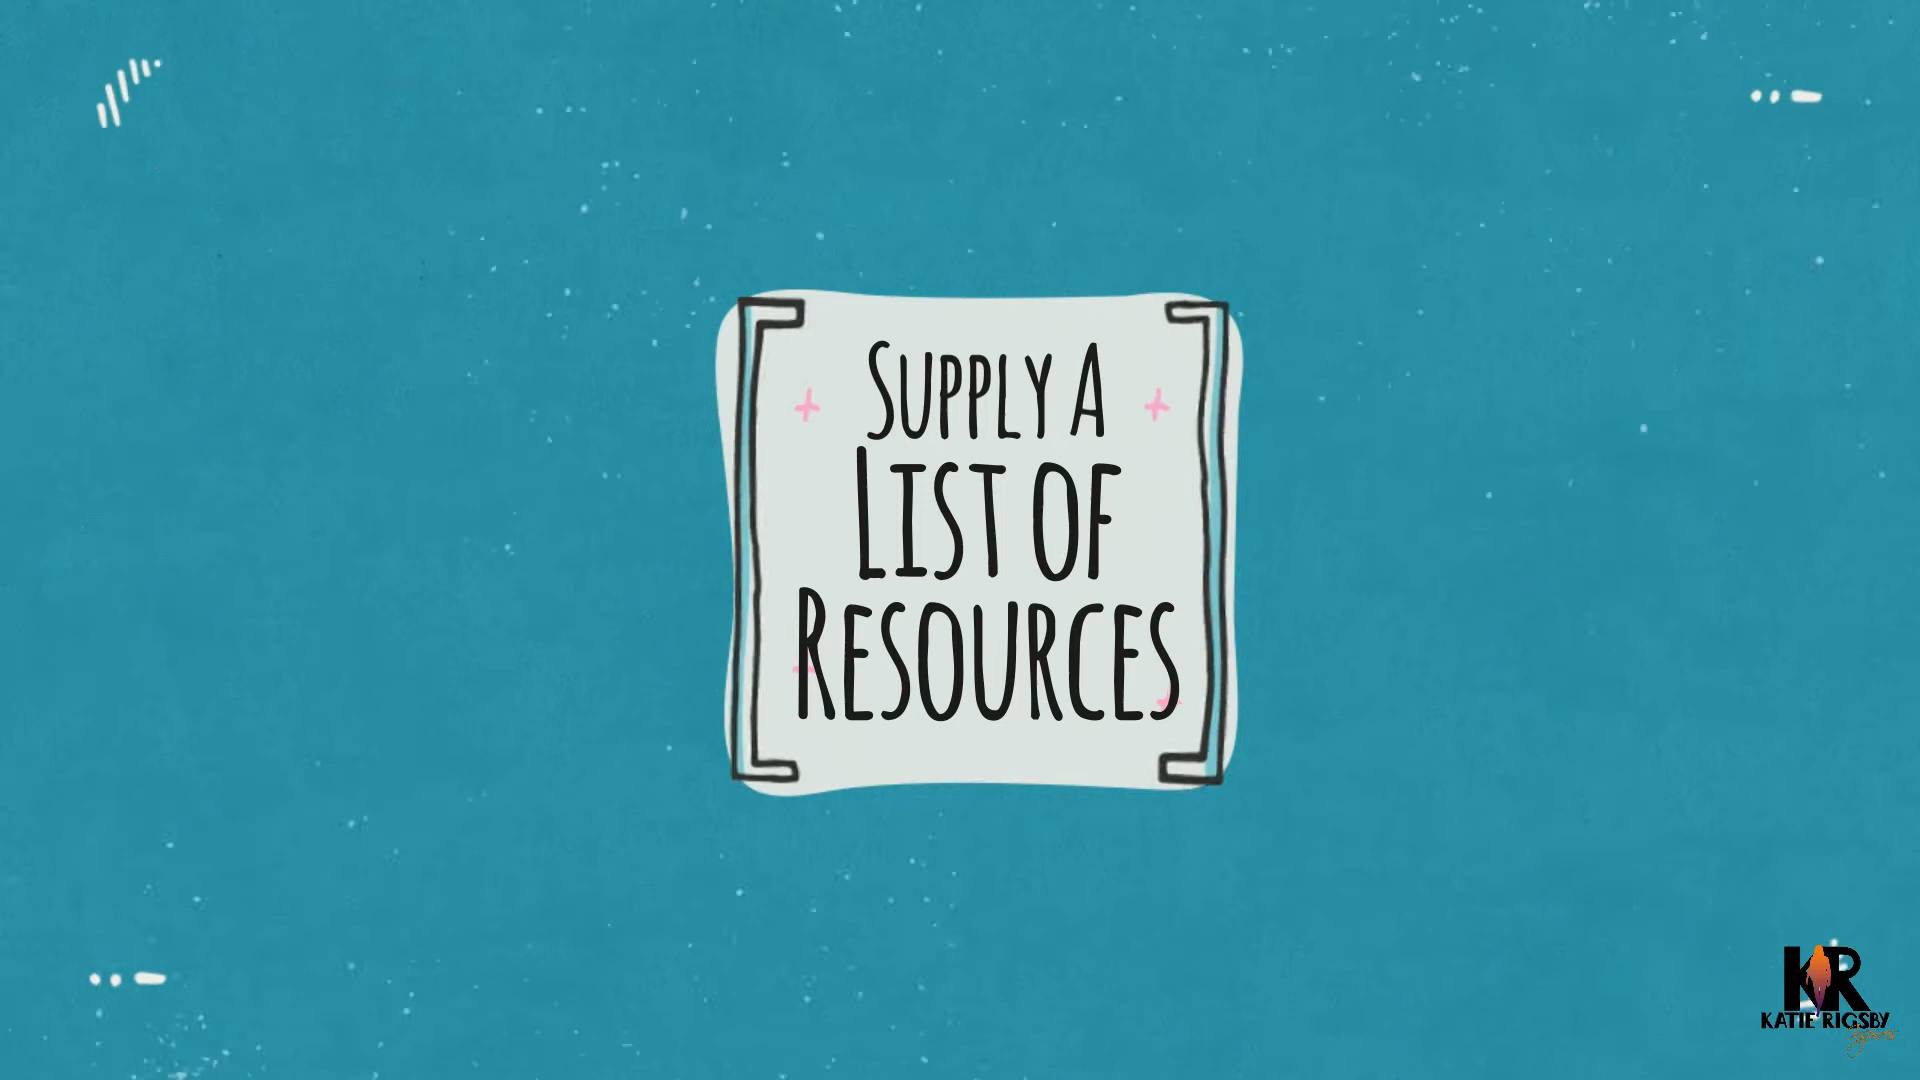 Supply A
List of
Resources
KR
KATIE RIGSBY